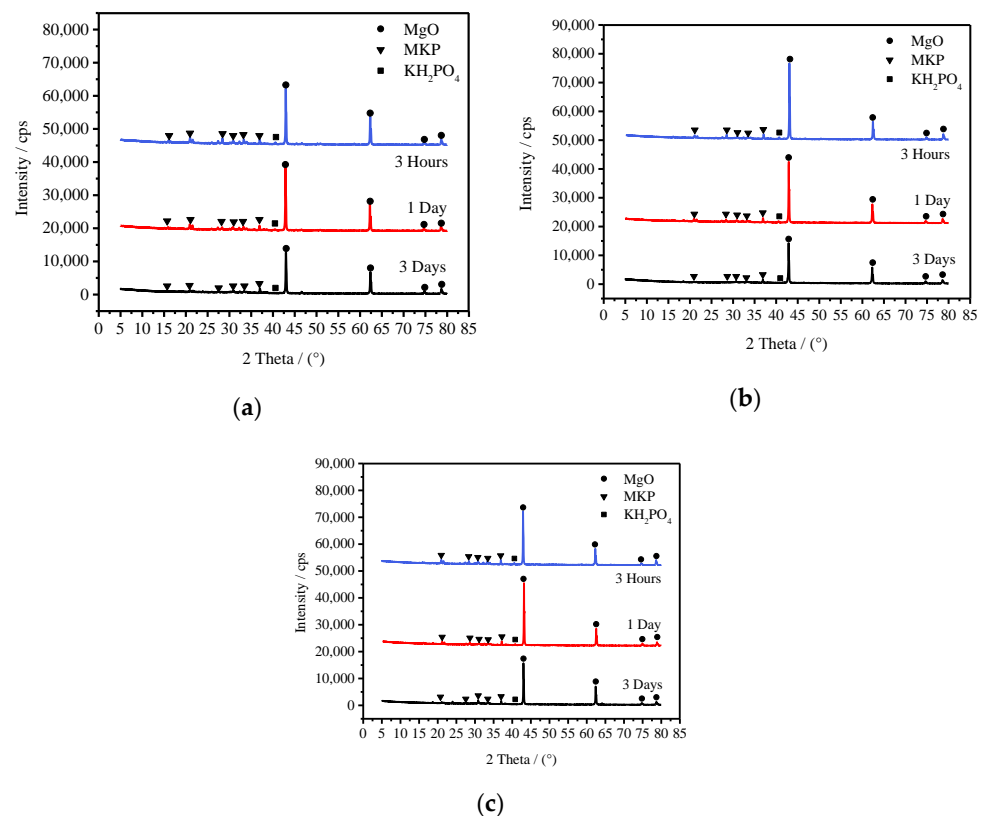 80,000
70,000
60,000
50,000
40,000
30,000
20,000
10,000
0
Intensity / cps
MgO
MKP
KH₂PO₄
3 Hours
1 Day
3 Days
0 5 10 15 20 25 30 35 40 45 50 55 60 65 70 75 80 85
2 Theta / (°)
(a)
90,000
80,000
70,000
60,000
50,000
40,000
30,000
20,000
10,000
0
Intensity / cps
MgO
MKP
KH₂PO₄
3 Hours
1 Day
3 Days
0 5 10 15 20 25 30 35 40 45 50 55 60 65 70 75 80 85
2 Theta / (°)
(b)
90,000
80,000
70,000
60,000
50,000
40,000
30,000
20,000
10,000
0
Intensity / cps
MgO
MKP
KH₂PO₄
3 Hours
1 Day
3 Days
0 5 10 15 20 25 30 35 40 45 50 55 60 65 70 75 80 85
2 Theta / (°)
(c)